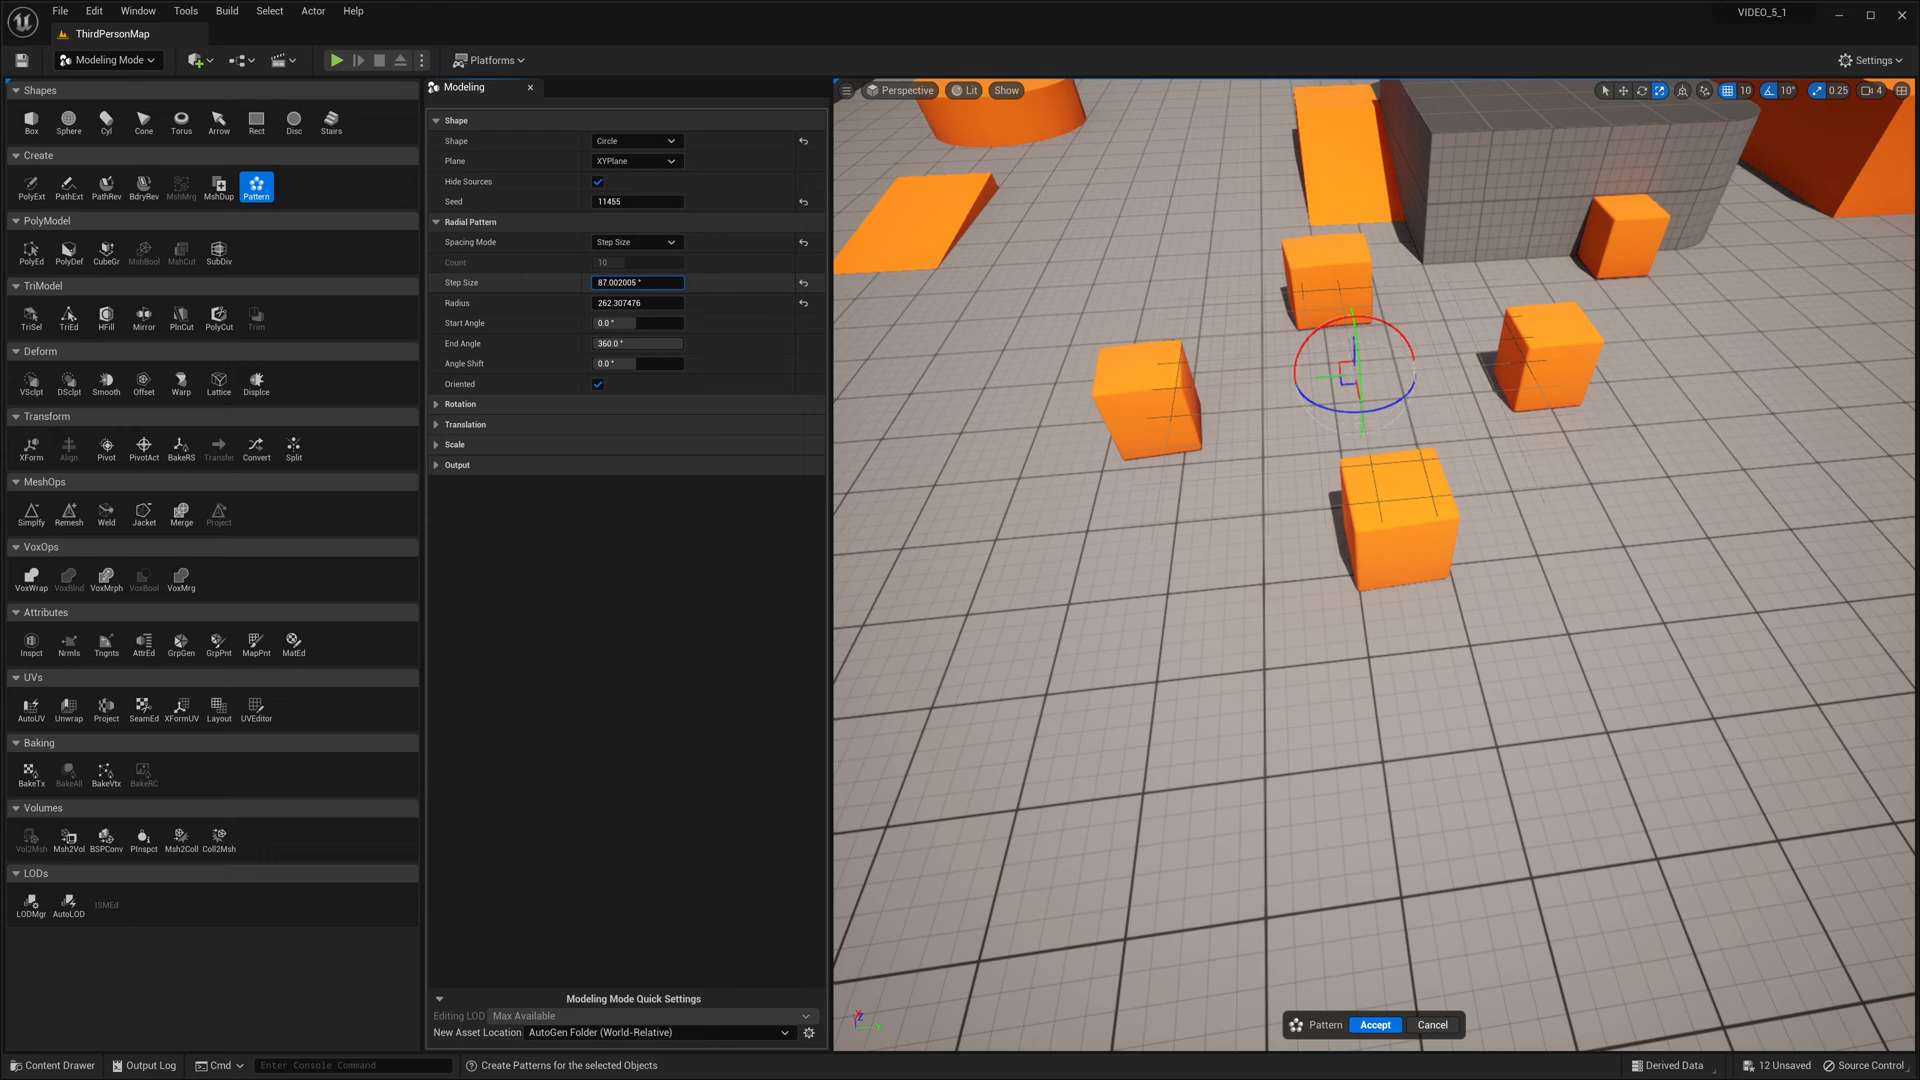 File Edit Window Tools Build Select Actor Help
VIDEO_5_1
ThirdPersonMap
Modeling Mode
Platforms
Settings
Shapes
Box Sphere Cyl Cone Torus Arrow Rect Disc Stairs
Create
PolyExt PathExt PathRev BdryRev MshMrg MshDup Pattern
PolyModel
PolyEd PolyDef CubeGr MshBool MshCut SubDiv
TriModel
TriSel TriEd HFill Mirror PlnCut PolyCut Trim
Deform
VSclpt DSclpt Smooth Offset Warp Lattice Displce
Transform
XForm Align Pivot PivotAct BakeRS Transfer Convert Split
MeshOps
Simplfy Remesh Weld Jacket Merge Project
VoxOps
VoxWrap VoxBlnd VoxMrph VoxBool VoxMrg
Attributes
Inspct Nrmls Tngnts AttrEd GrpGen GrpPnt MapPnt MatEd
UVs
AutoUV Unwrap Project SeamEd XFormUV Layout UVEditor
Baking
BakeTx BakeAll BakeVtx BakeRC
Volumes
Vol2Msh Msh2Vol BSPConv PInspct Msh2Coll Coll2Msh
LODs
LODMgr AutoLOD ISMEd
Modeling
Shape
Shape Circle
Plane XYPlane
Hide Sources
Seed 11455
Radial Pattern
Spacing Mode Step Size
Count 10
Step Size 87.002005 °
Radius 262.307476
Start Angle 0.0 °
End Angle 360.0 °
Angle Shift 0.0 °
Oriented
Rotation
Translation
Scale
Output
Modeling Mode Quick Settings
Editing LOD Max Available
New Asset Location AutoGen Folder (World-Relative)
Perspective Lit Show
10 10° 0.25 4
Z Y
Pattern Accept Cancel
Content Drawer Output Log Cmd Enter Console Command Create Patterns for the selected Objects
Derived Data 12 Unsaved Source Control